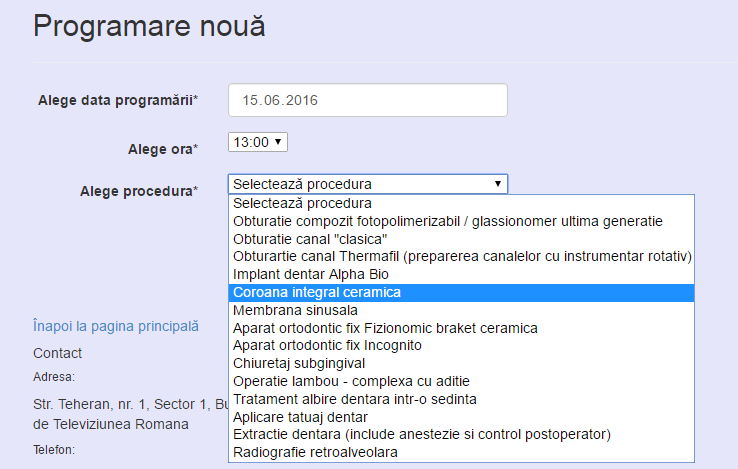 Programare nouă
Alege data programării*
15.06.2016
Alege ora*
13:00
Alege procedura*
Selectează procedura
Selectează procedura
Obturatie compozit fotopolimerizabil / glassionomer ultima generatie
Obturatie canal "clasica"
Obturartie canal Thermafil (prepararea canalelor cu instrumentar rotativ)
Implant dentar Alpha Bio
Coroana integral ceramica
Membrana sinusala
Aparat ortodontic fix Fizionomic braket ceramica
Aparat ortodontic fix Incognito
Chiuretaj subgingival
Operatie lambou - complexa cu aditie
Tratament albire dentara intr-o sedinta
Aplicare tatuaj dentar
Extractie dentara (include anestezie si control postoperator)
Radiografie retroalveolara
Înapoi la pagina principală
Contact
Adresa:
Str. Teheran, nr. 1, Sector 1, Bu
de Televiziunea Romana
Telefon: